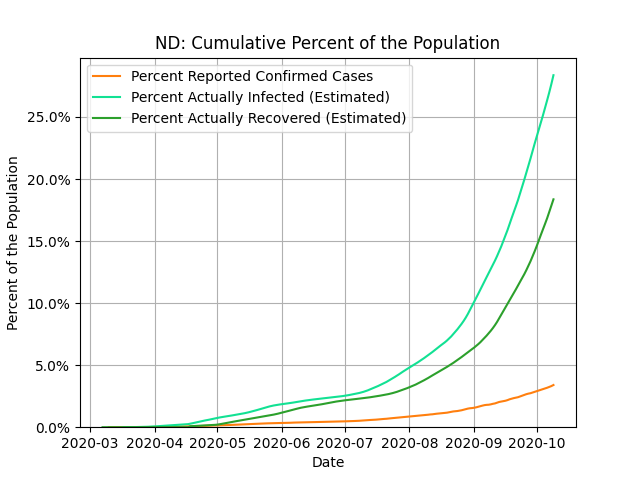 ND: Cumulative Percent of the Population
Percent Reported Confirmed Cases
Percent Actually Infected (Estimated)
Percent Actually Recovered (Estimated)
Percent of the Population
25.0%
20.0%
15.0%
10.0%
5.0%
0.0%
2020-03 2020-04 2020-05 2020-06 2020-07 2020-08 2020-09 2020-10
Date